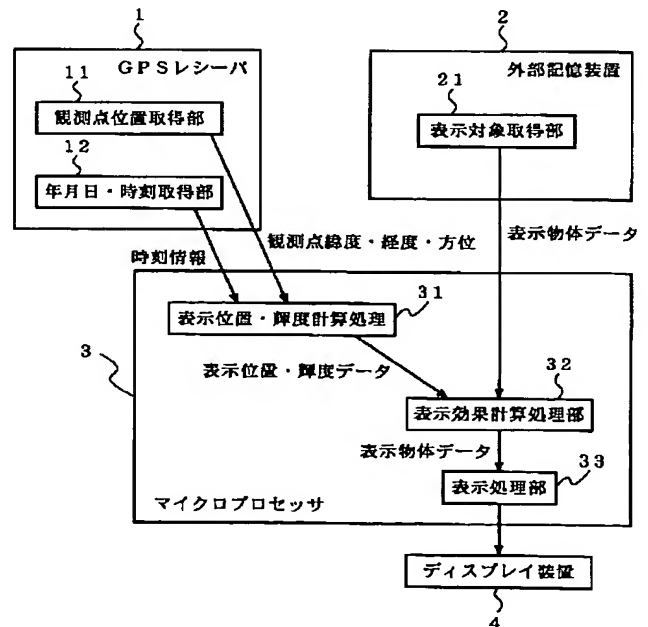 1
2
GPSレシーバ
外部記憶装置
11
21
観測点位置取得部
表示対象取得部
12
年月日・時刻取得部
表示物体データ
観測点緯度・経度・方位
時刻情報
31
表示位置・輝度計算処理
3
表示位置・輝度データ
32
表示効果計算処理部
表示物体データ
33
表示処理部
マイクロプロセッサ
ディスプレイ装置
4